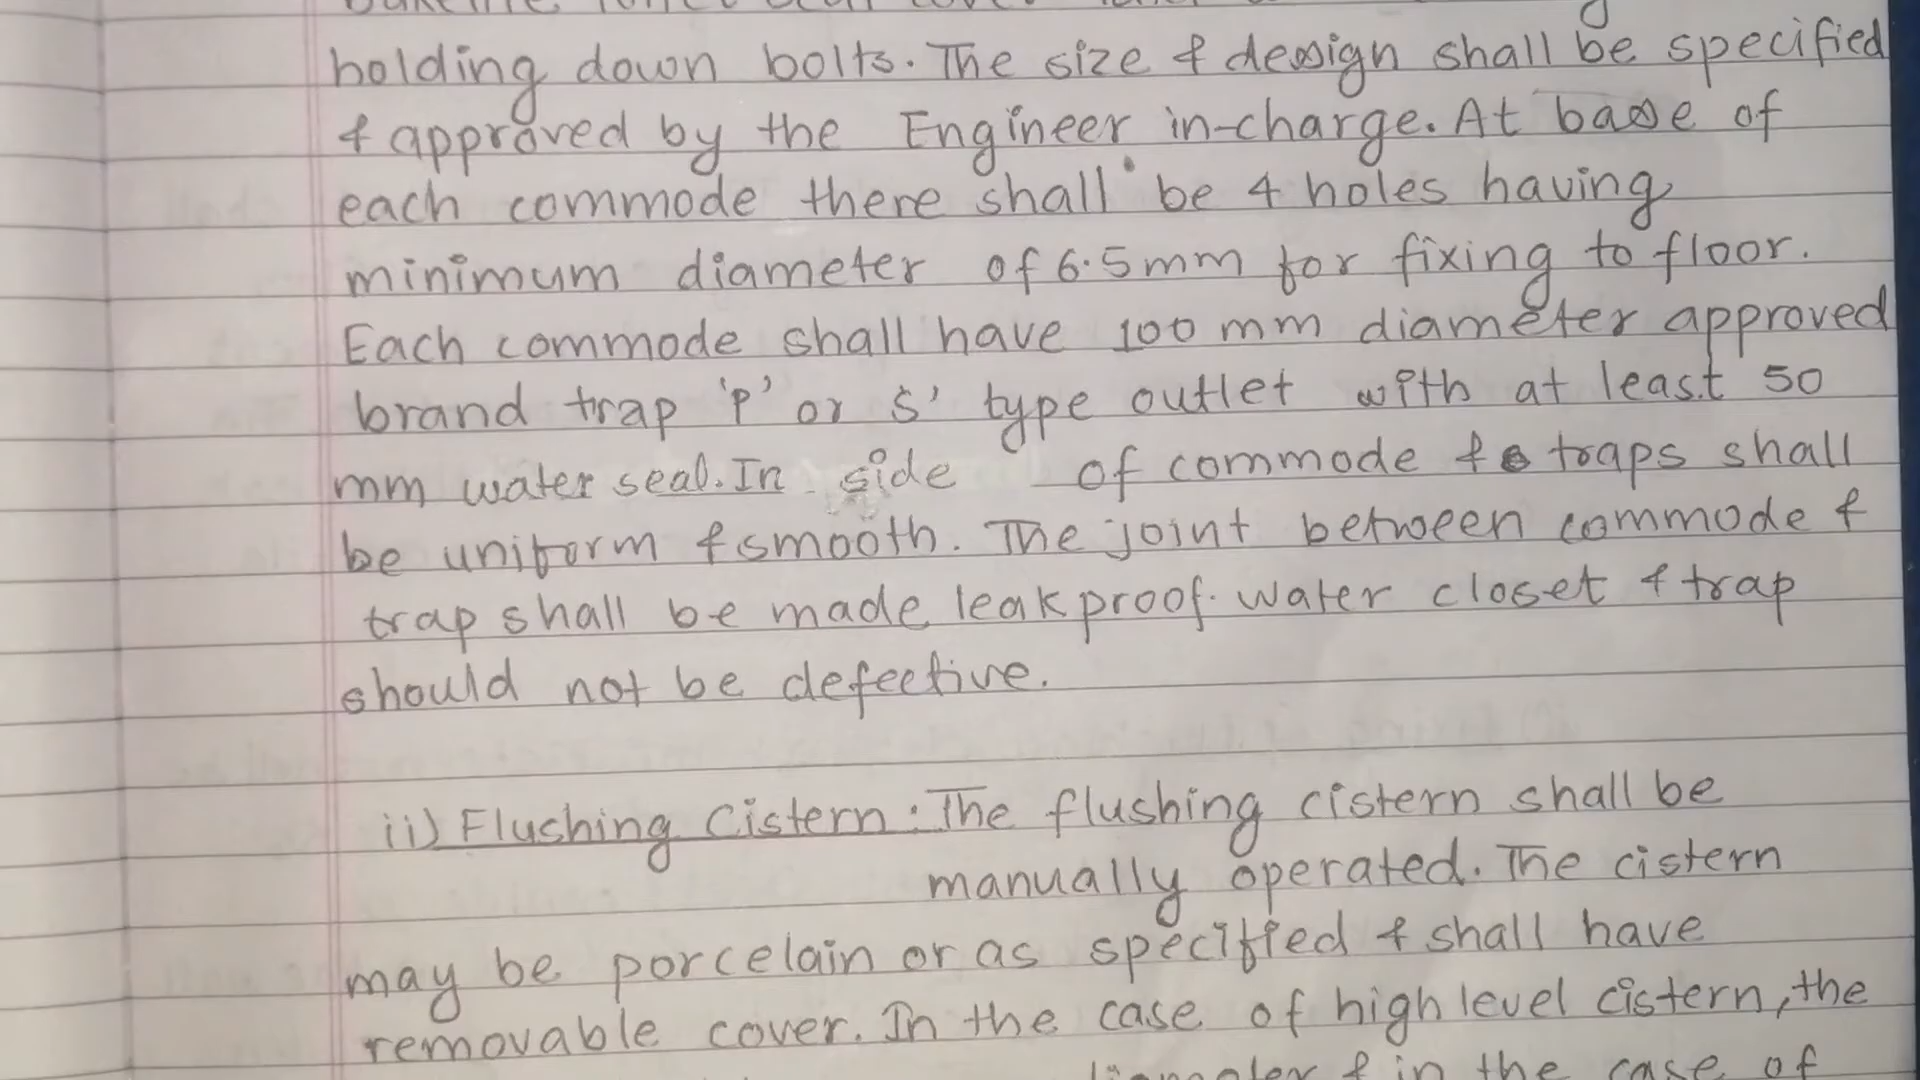 holding down bolts. The size & design shall be specified
& approved by the Engineer in-charge. At base of
each commode there shall be 4 holes having
minimum diameter of 6.5mm for fixing to floor.
Each commode shall have 100 mm diameter approved
brand trap 'P' or 'S' type outlet with at least 50
mm water seal. In side of commode & traps shall
be uniform & smooth. The joint between commode &
trap shall be made leakproof. Water closet & trap
should not be defective.
ii) Flushing Cistern: The flushing cistern shall be
manually operated. The cistern
may be porcelain or as specified & shall have
removable cover. In the case of high level cistern, the
& in the case of